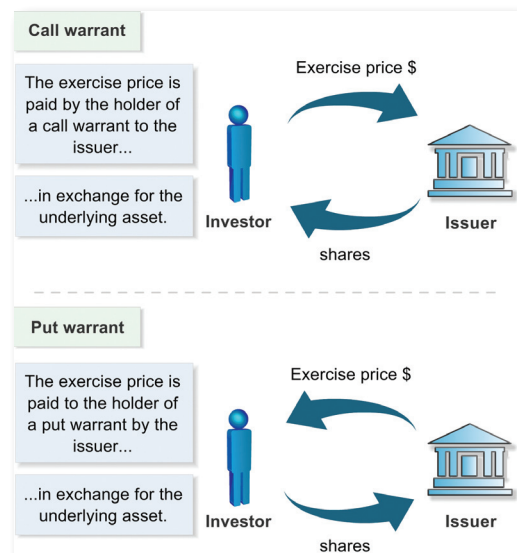 Call warrant
The exercise price is
paid by the holder of
a call warrant to the
issuer...
...in exchange for the
underlying asset.
Exercise price $
Investor
Issuer
shares
Put warrant
The exercise price is
paid to the holder of
a put warrant by the
issuer...
...in exchange for the
underlying asset.
Exercise price $
Investor
Issuer
shares